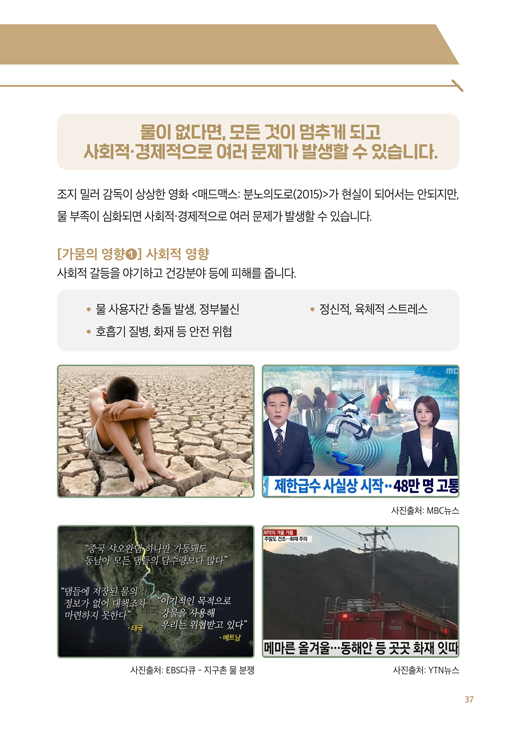 물이 없다면, 모든 것이 멈추게 되고
사회적·경제적으로 여러 문제가 발생할 수 있습니다.
조지 밀러 감독이 상상한 영화 <매드맥스: 분노의도로(2015)>가 현실이 되어서는 안되지만,
물 부족이 심화되면 사회적·경제적으로 여러 문제가 발생할 수 있습니다.
[가뭄의 영향❶] 사회적 영향
사회적 갈등을 야기하고 건강분야 등에 피해를 줍니다.
• 물 사용자간 충돌 발생, 정부불신
• 정신적, 육체적 스트레스
• 호흡기 질병, 화재 등 안전 위협
MBC
제한급수 사실상 시작··48만 명 고통
사진출처: MBC뉴스
"중국 샤오완댐 하나만 가동돼도
동남아 모든 댐들의 담수량보다 많다"
"댐들에 저장된 물의
정보가 없어 대책조차
마련하지 못한다"
- 태국
"이기적인 목적으로
강물을 사용해
우리는 위협받고 있다"
- 베트남
최악의 겨울 가뭄
주말도 건조…화재 주의
메마른 올겨울…동해안 등 곳곳 화재 잇따
사진출처: EBS다큐 - 지구촌 물 분쟁
사진출처: YTN뉴스
37